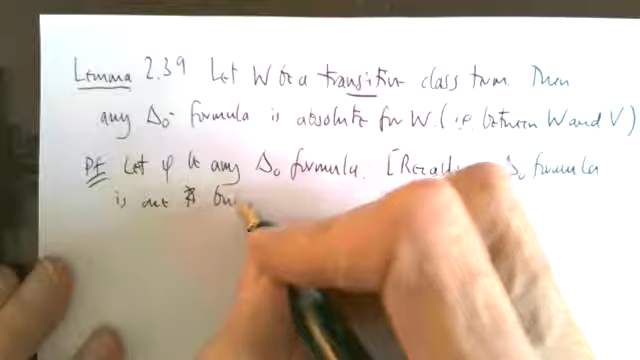 Lemma 2.39 Let W be a transitive class term. Then
any Δ₀-formula is absolute for W. (i.e. between W and V)
Pf Let φ be any Δ₀ formula. [Recall Δ₀ formula
is one